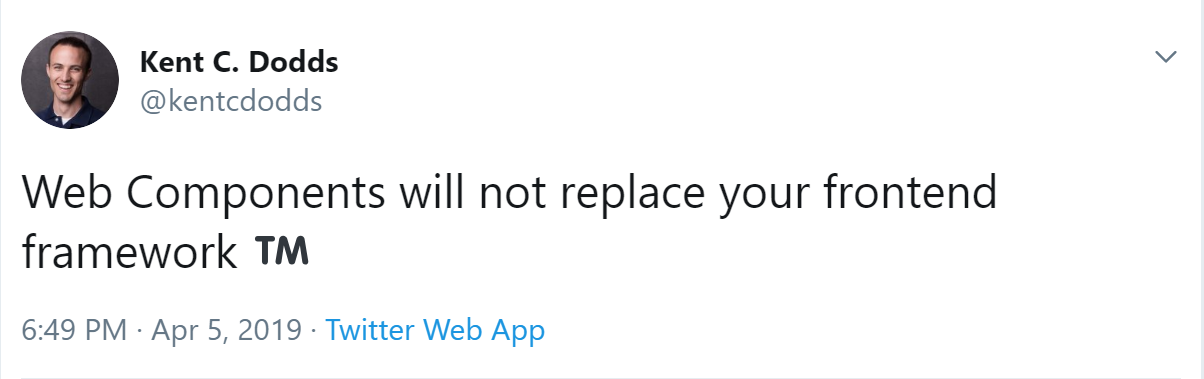 Kent C. Dodds
@kentcdodds
Web Components will not replace your frontend
framework ™️
6:49 PM · Apr 5, 2019 · Twitter Web App